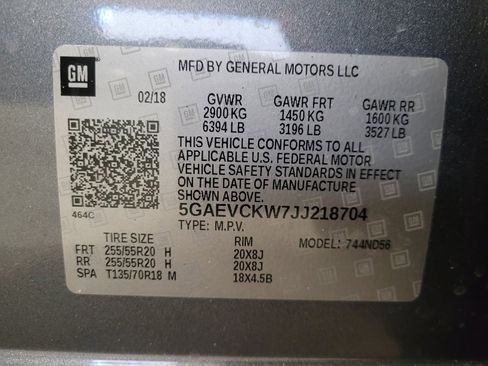 GM
MFD BY GENERAL MOTORS LLC
02/18
GVWR GAWR FRT GAWR RR
2900 KG 1450 KG 1600 KG
6394 LB 3196 LB 3527 LB
THIS VEHICLE CONFORMS TO ALL
APPLICABLE U.S. FEDERAL MOTOR
VEHICLE SAFETY STANDARDS IN EFFECT
ON THE DATE OF MANUFACTURE
SHOWN ABOVE.
464C
5GAEVCKW7JJ218704
TYPE: M.P.V.
TIRE SIZE RIM MODEL: 744ND56
FRT 255/55R20 H 20X8J
RR 255/55R20 H 20X8J
SPA T135/70R18 M 18X4.5B